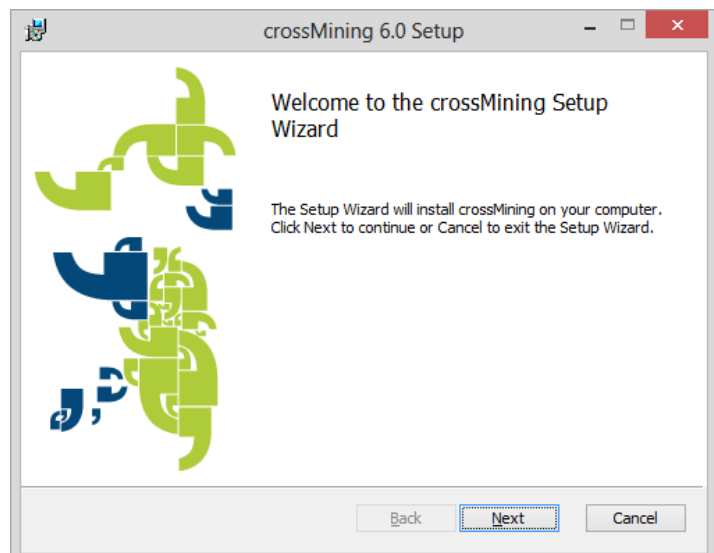 crossMining 6.0 Setup
Welcome to the crossMining Setup
Wizard
The Setup Wizard will install crossMining on your computer.
Click Next to continue or Cancel to exit the Setup Wizard.
Back Next Cancel